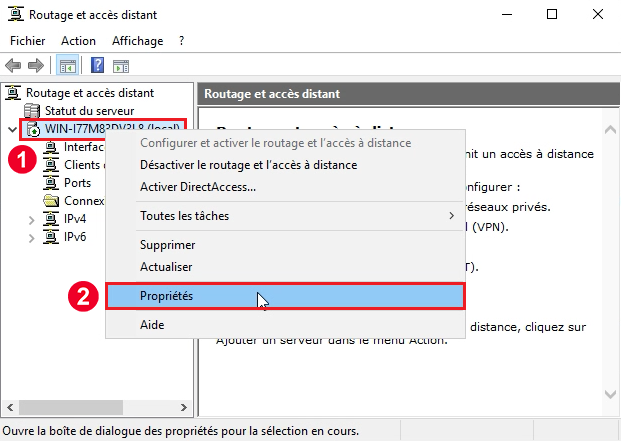 Routage et accès distant
Fichier Action Affichage ?
Routage et accès distant
Statut du serveur
WIN-I77M83DV3L8 (local)
1
Interfac
Clients
Ports
Connex
IPv4
IPv6
Routage et accès distant
Configurer et activer le routage et l'accès à distance
Désactiver le routage et l'accès à distance
Activer DirectAccess...
Toutes les tâches
Supprimer
Actualiser
2
Propriétés
Aide
nit un accès à distance
nfigurer :
réseaux privés.
l (VPN).
T).
distance, cliquez sur
Ajouter un serveur dans le menu Action.
Ouvre la boîte de dialogue des propriétés pour la sélection en cours.